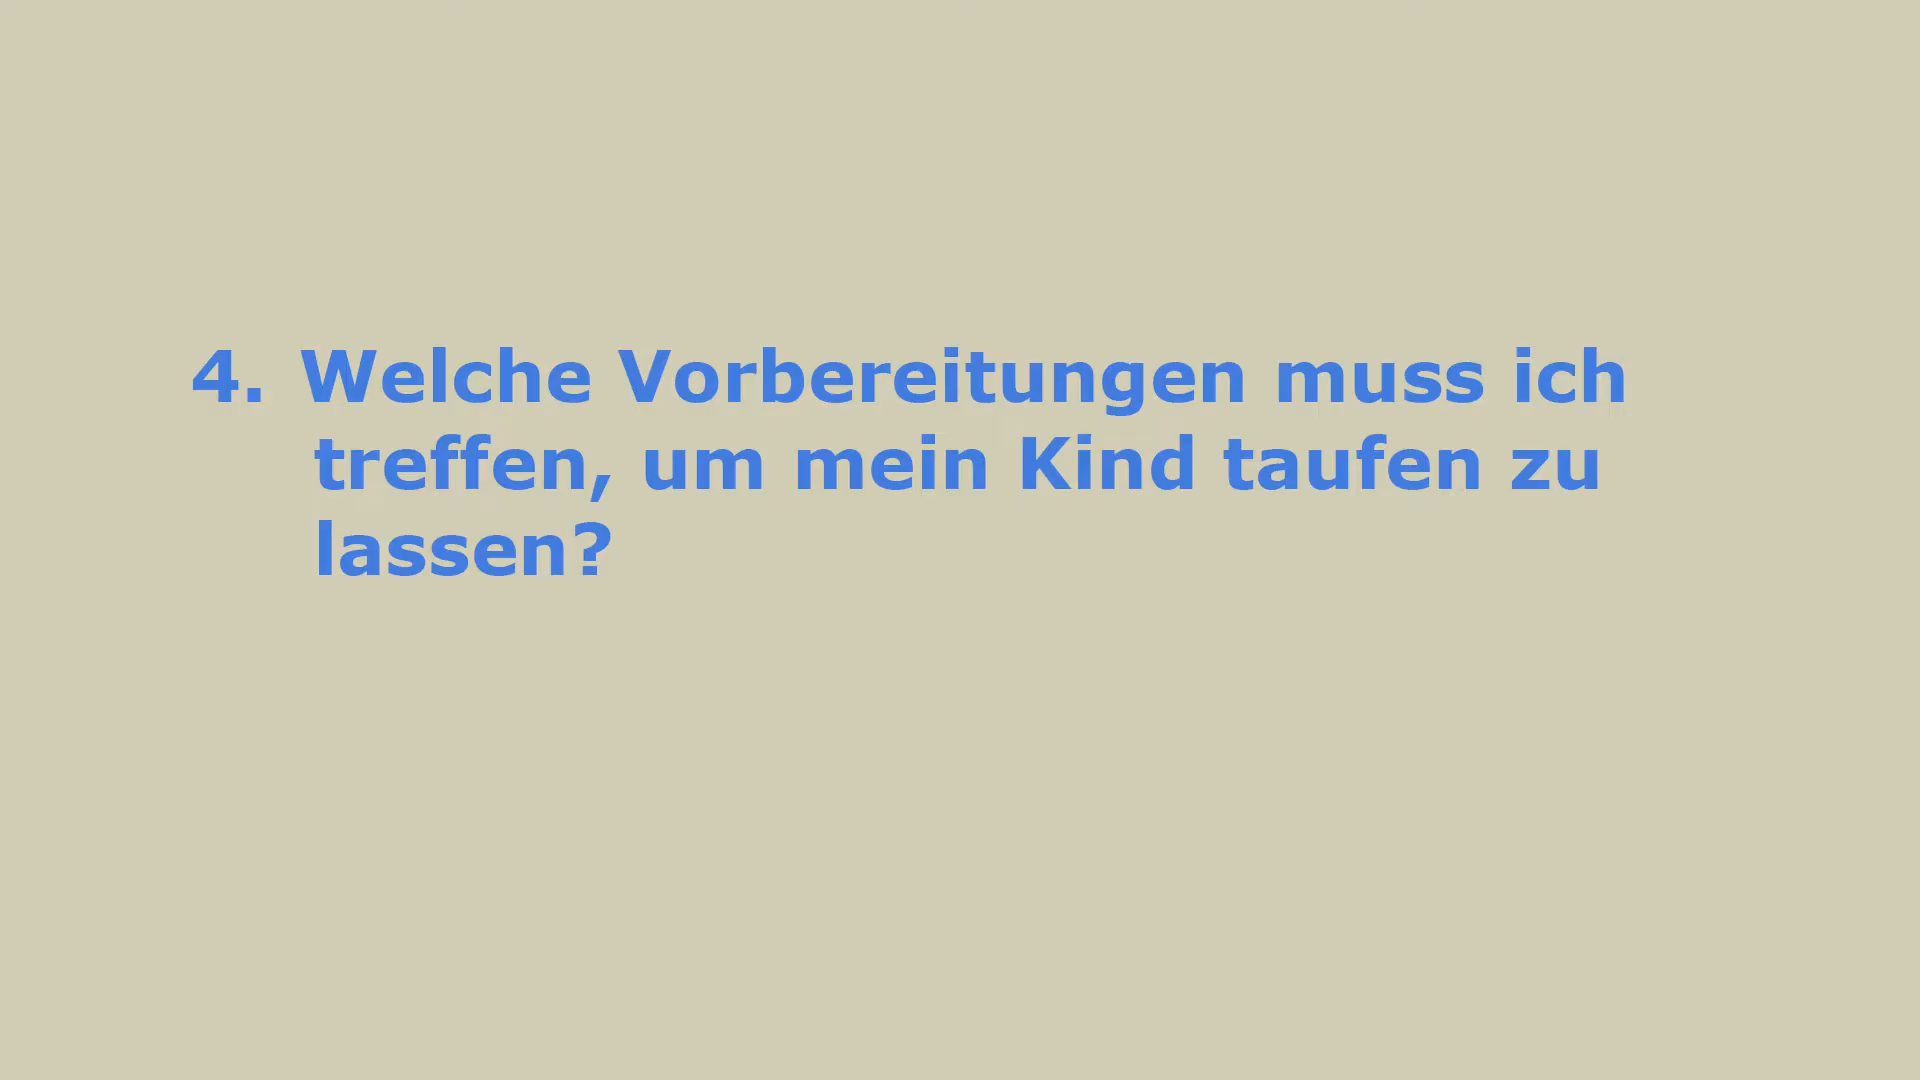 4. Welche Vorbereitungen muss ich
treffen, um mein Kind taufen zu
lassen?